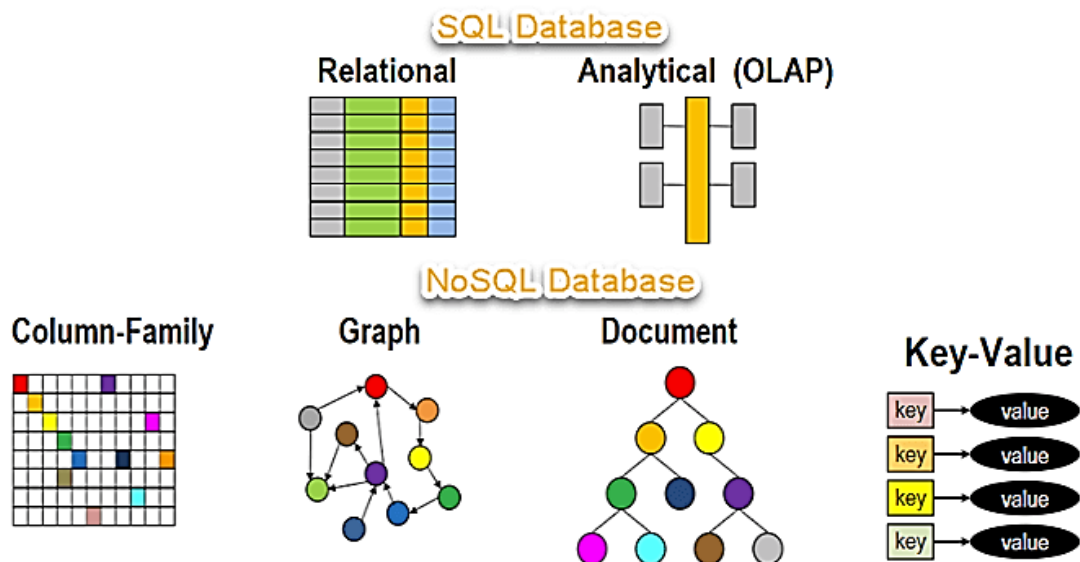 SQL Database
Relational
Analytical (OLAP)
NoSQL Database
Column-Family
Graph
Document
Key-Value
key value
key value
key value
key value